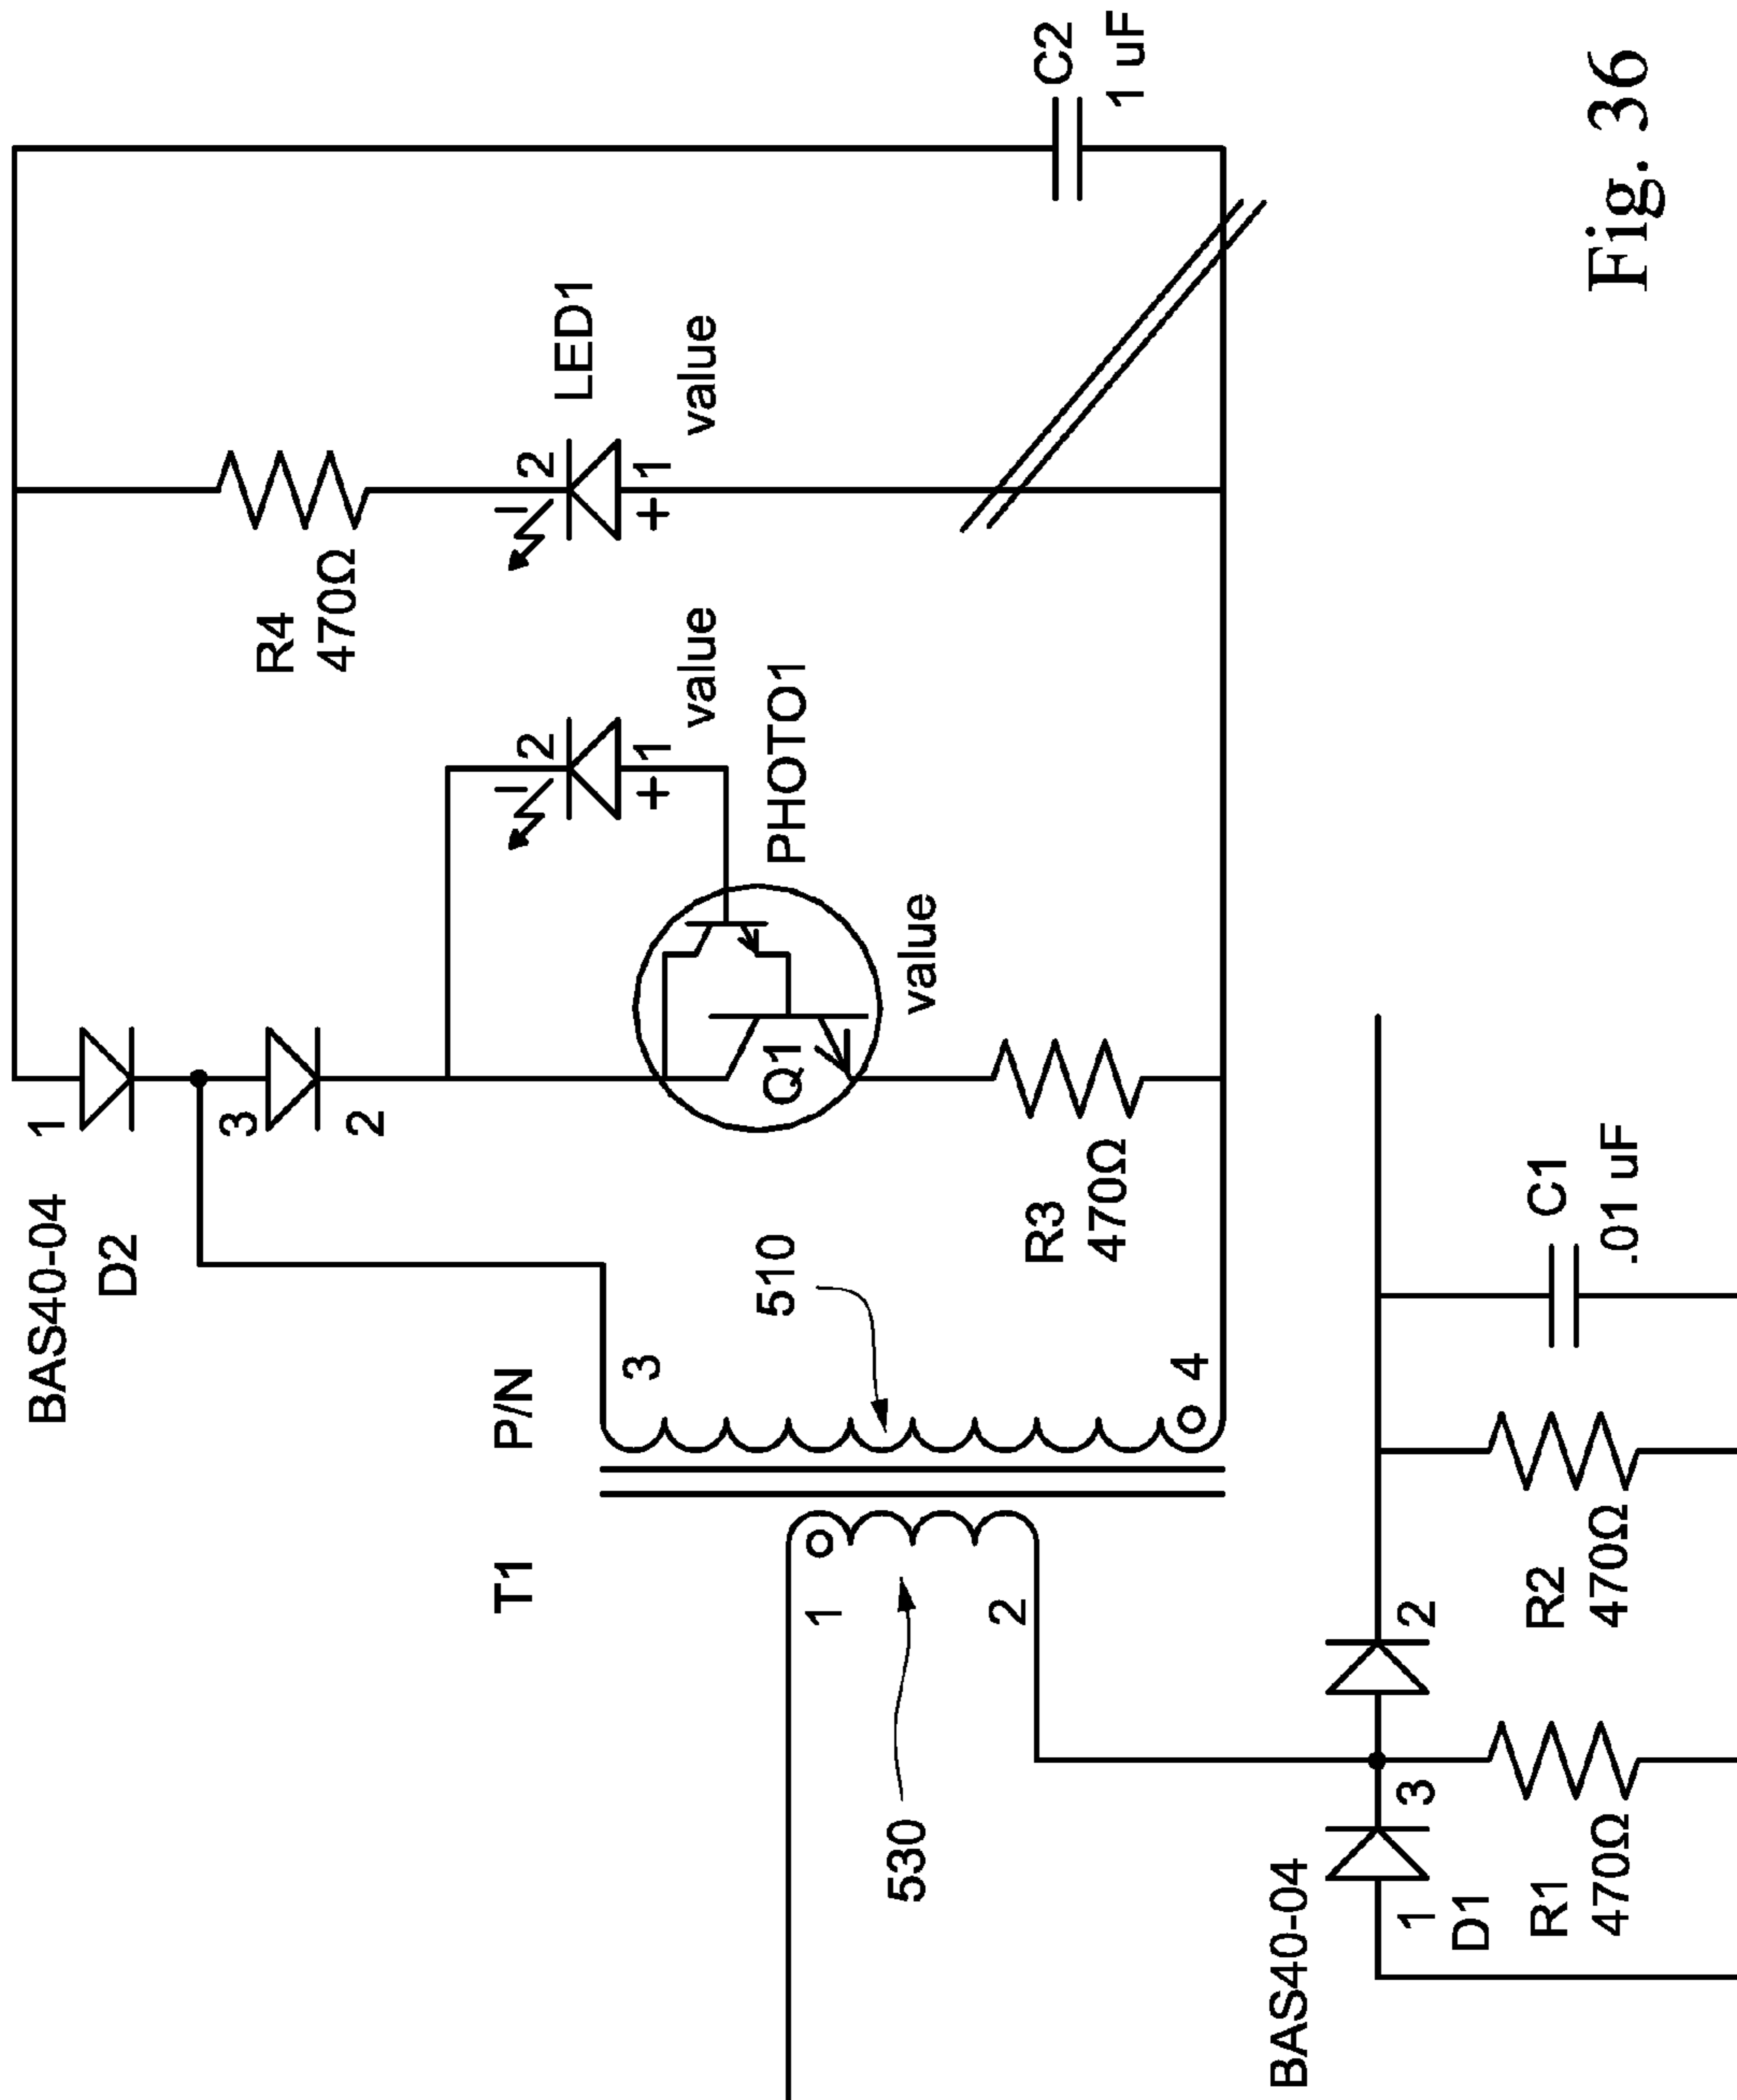 BAS40-04
D2
1
3
2
R4
470Ω
2
LED1
+1
value
C2
1 uF
2
+1
value
PHOTO1
Q1
value
R3
470Ω
T1
P/N
3
510
4
1
530
2
BAS40-04
1
D1
3
2
R1
470Ω
R2
470Ω
C1
.01 uF
Fig. 36